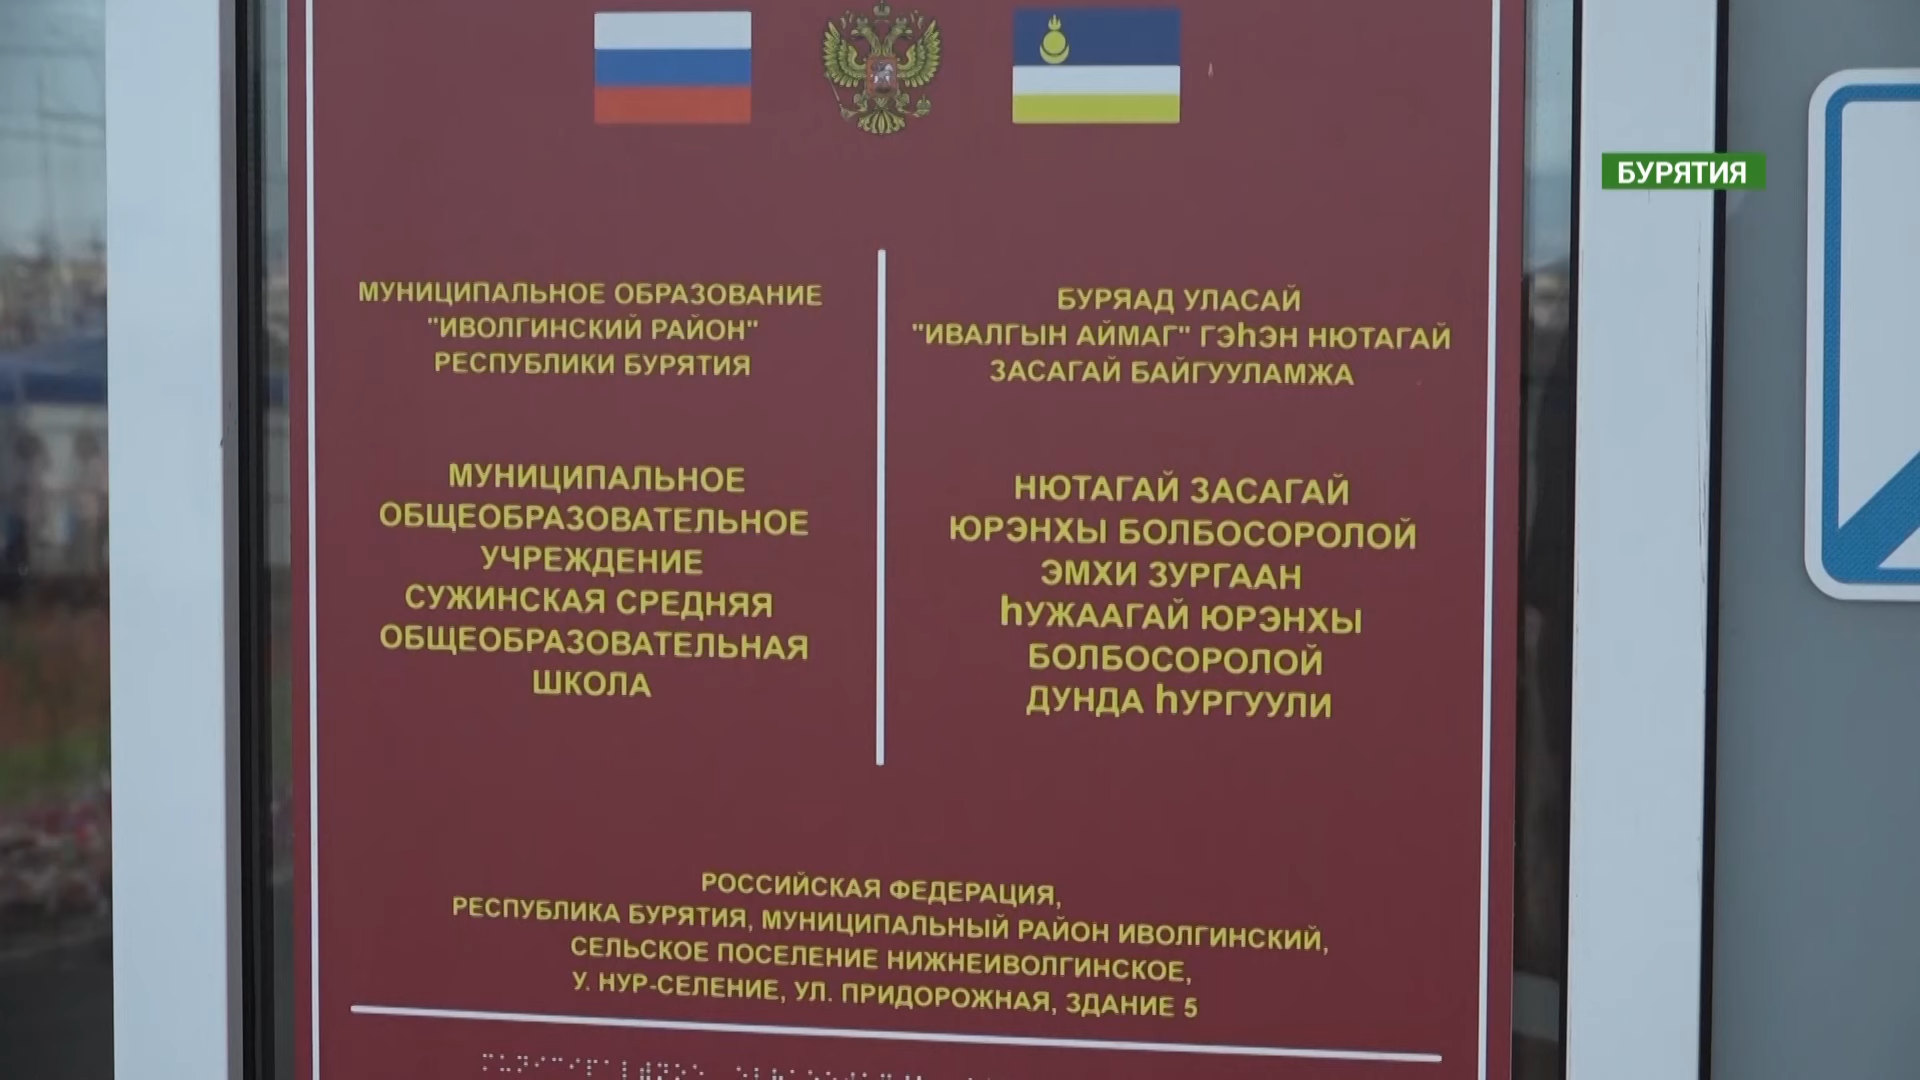 БУРЯТИЯ
МУНИЦИПАЛЬНОЕ ОБРАЗОВАНИЕ
"ИВОЛГИНСКИЙ РАЙОН"
РЕСПУБЛИКИ БУРЯТИЯ
МУНИЦИПАЛЬНОЕ
ОБЩЕОБРАЗОВАТЕЛЬНОЕ
УЧРЕЖДЕНИЕ
СУЖИНСКАЯ СРЕДНЯЯ
ОБЩЕОБРАЗОВАТЕЛЬНАЯ
ШКОЛА
БУРЯАД УЛАСАЙ
"ИВАЛГЫН АЙМАГ" ГЭҺЭН НЮТАГАЙ
ЗАСАГАЙ БАЙГУУЛАМЖА
НЮТАГАЙ ЗАСАГАЙ
ЮРЭНХЫ БОЛБОСОРОЛОЙ
ЭМХИ ЗУРГААН
ҺУЖААГАЙ ЮРЭНХЫ
БОЛБОСОРОЛОЙ
ДУНДА ҺУРГУУЛИ
РОССИЙСКАЯ ФЕДЕРАЦИЯ,
РЕСПУБЛИКА БУРЯТИЯ, МУНИЦИПАЛЬНЫЙ РАЙОН ИВОЛГИНСКИЙ,
СЕЛЬСКОЕ ПОСЕЛЕНИЕ НИЖНЕИВОЛГИНСКОЕ,
У. НУР-СЕЛЕНИЕ, УЛ. ПРИДОРОЖНАЯ, ЗДАНИЕ 5